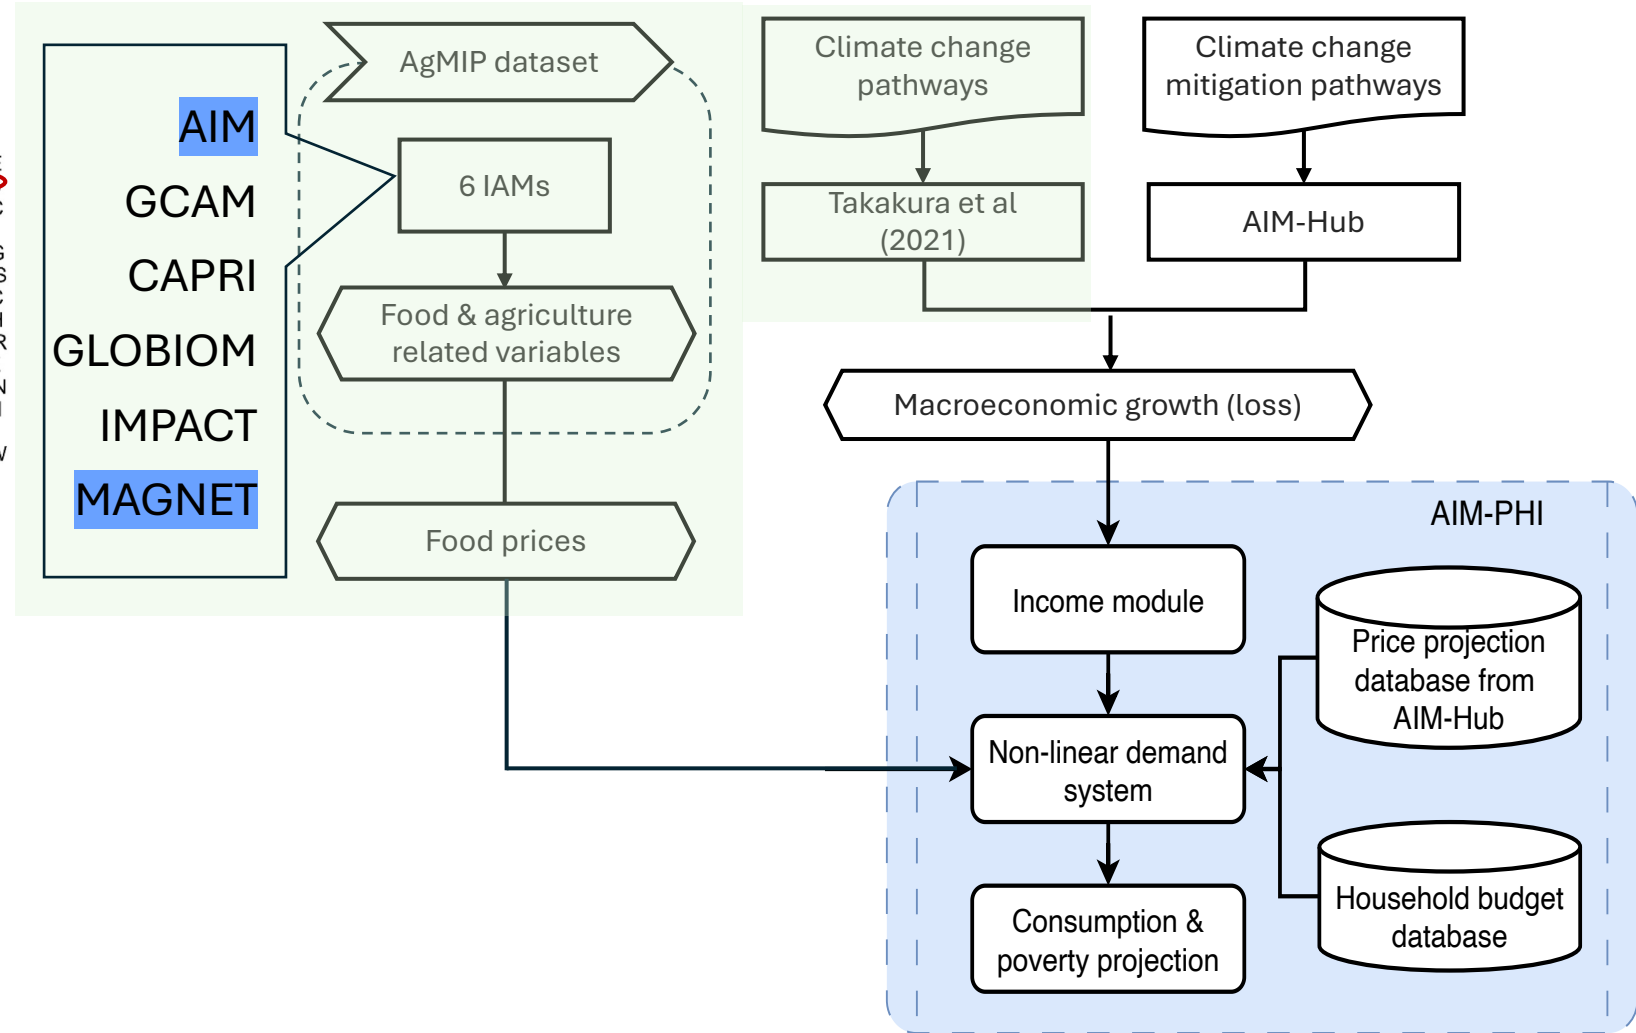 AgMIP dataset
AIM
GCAM
CAPRI
GLOBIOM
IMPACT
MAGNET
6 IAMs
Food & agriculture
related variables
Food prices
Climate change
pathways
Takakura et al
(2021)
Climate change
mitigation pathways
AIM-Hub
Macroeconomic growth (loss)
AIM-PHI
Income module
Non-linear demand
system
Consumption &
poverty projection
Price projection
database from
AIM-Hub
Household budget
database